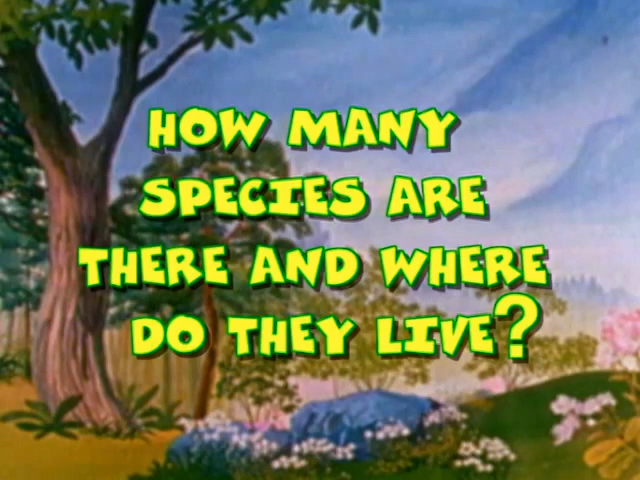 HOW MANY
SPECIES ARE
THERE AND WHERE
DO THEY LIVE?